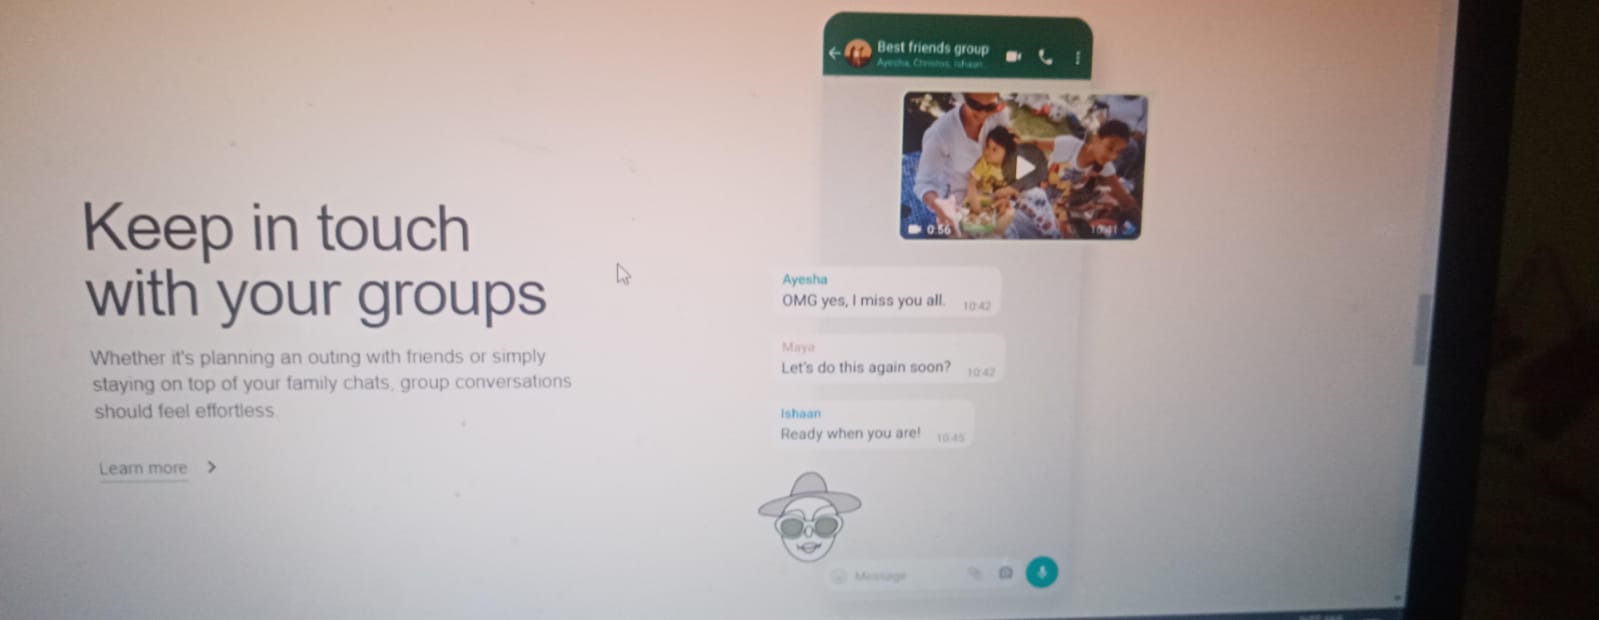 Keep in touch
with your groups
Whether it's planning an outing with friends or simply
staying on top of your family chats, group conversations
should feel effortless.
Learn more
Best friends group
Ayesha, Christos, Ishaan
0:56
10:41
Ayesha
OMG yes, I miss you all.
10:42
Maya
Let's do this again soon?
10:42
Ishaan
Ready when you are!
10:45
Message